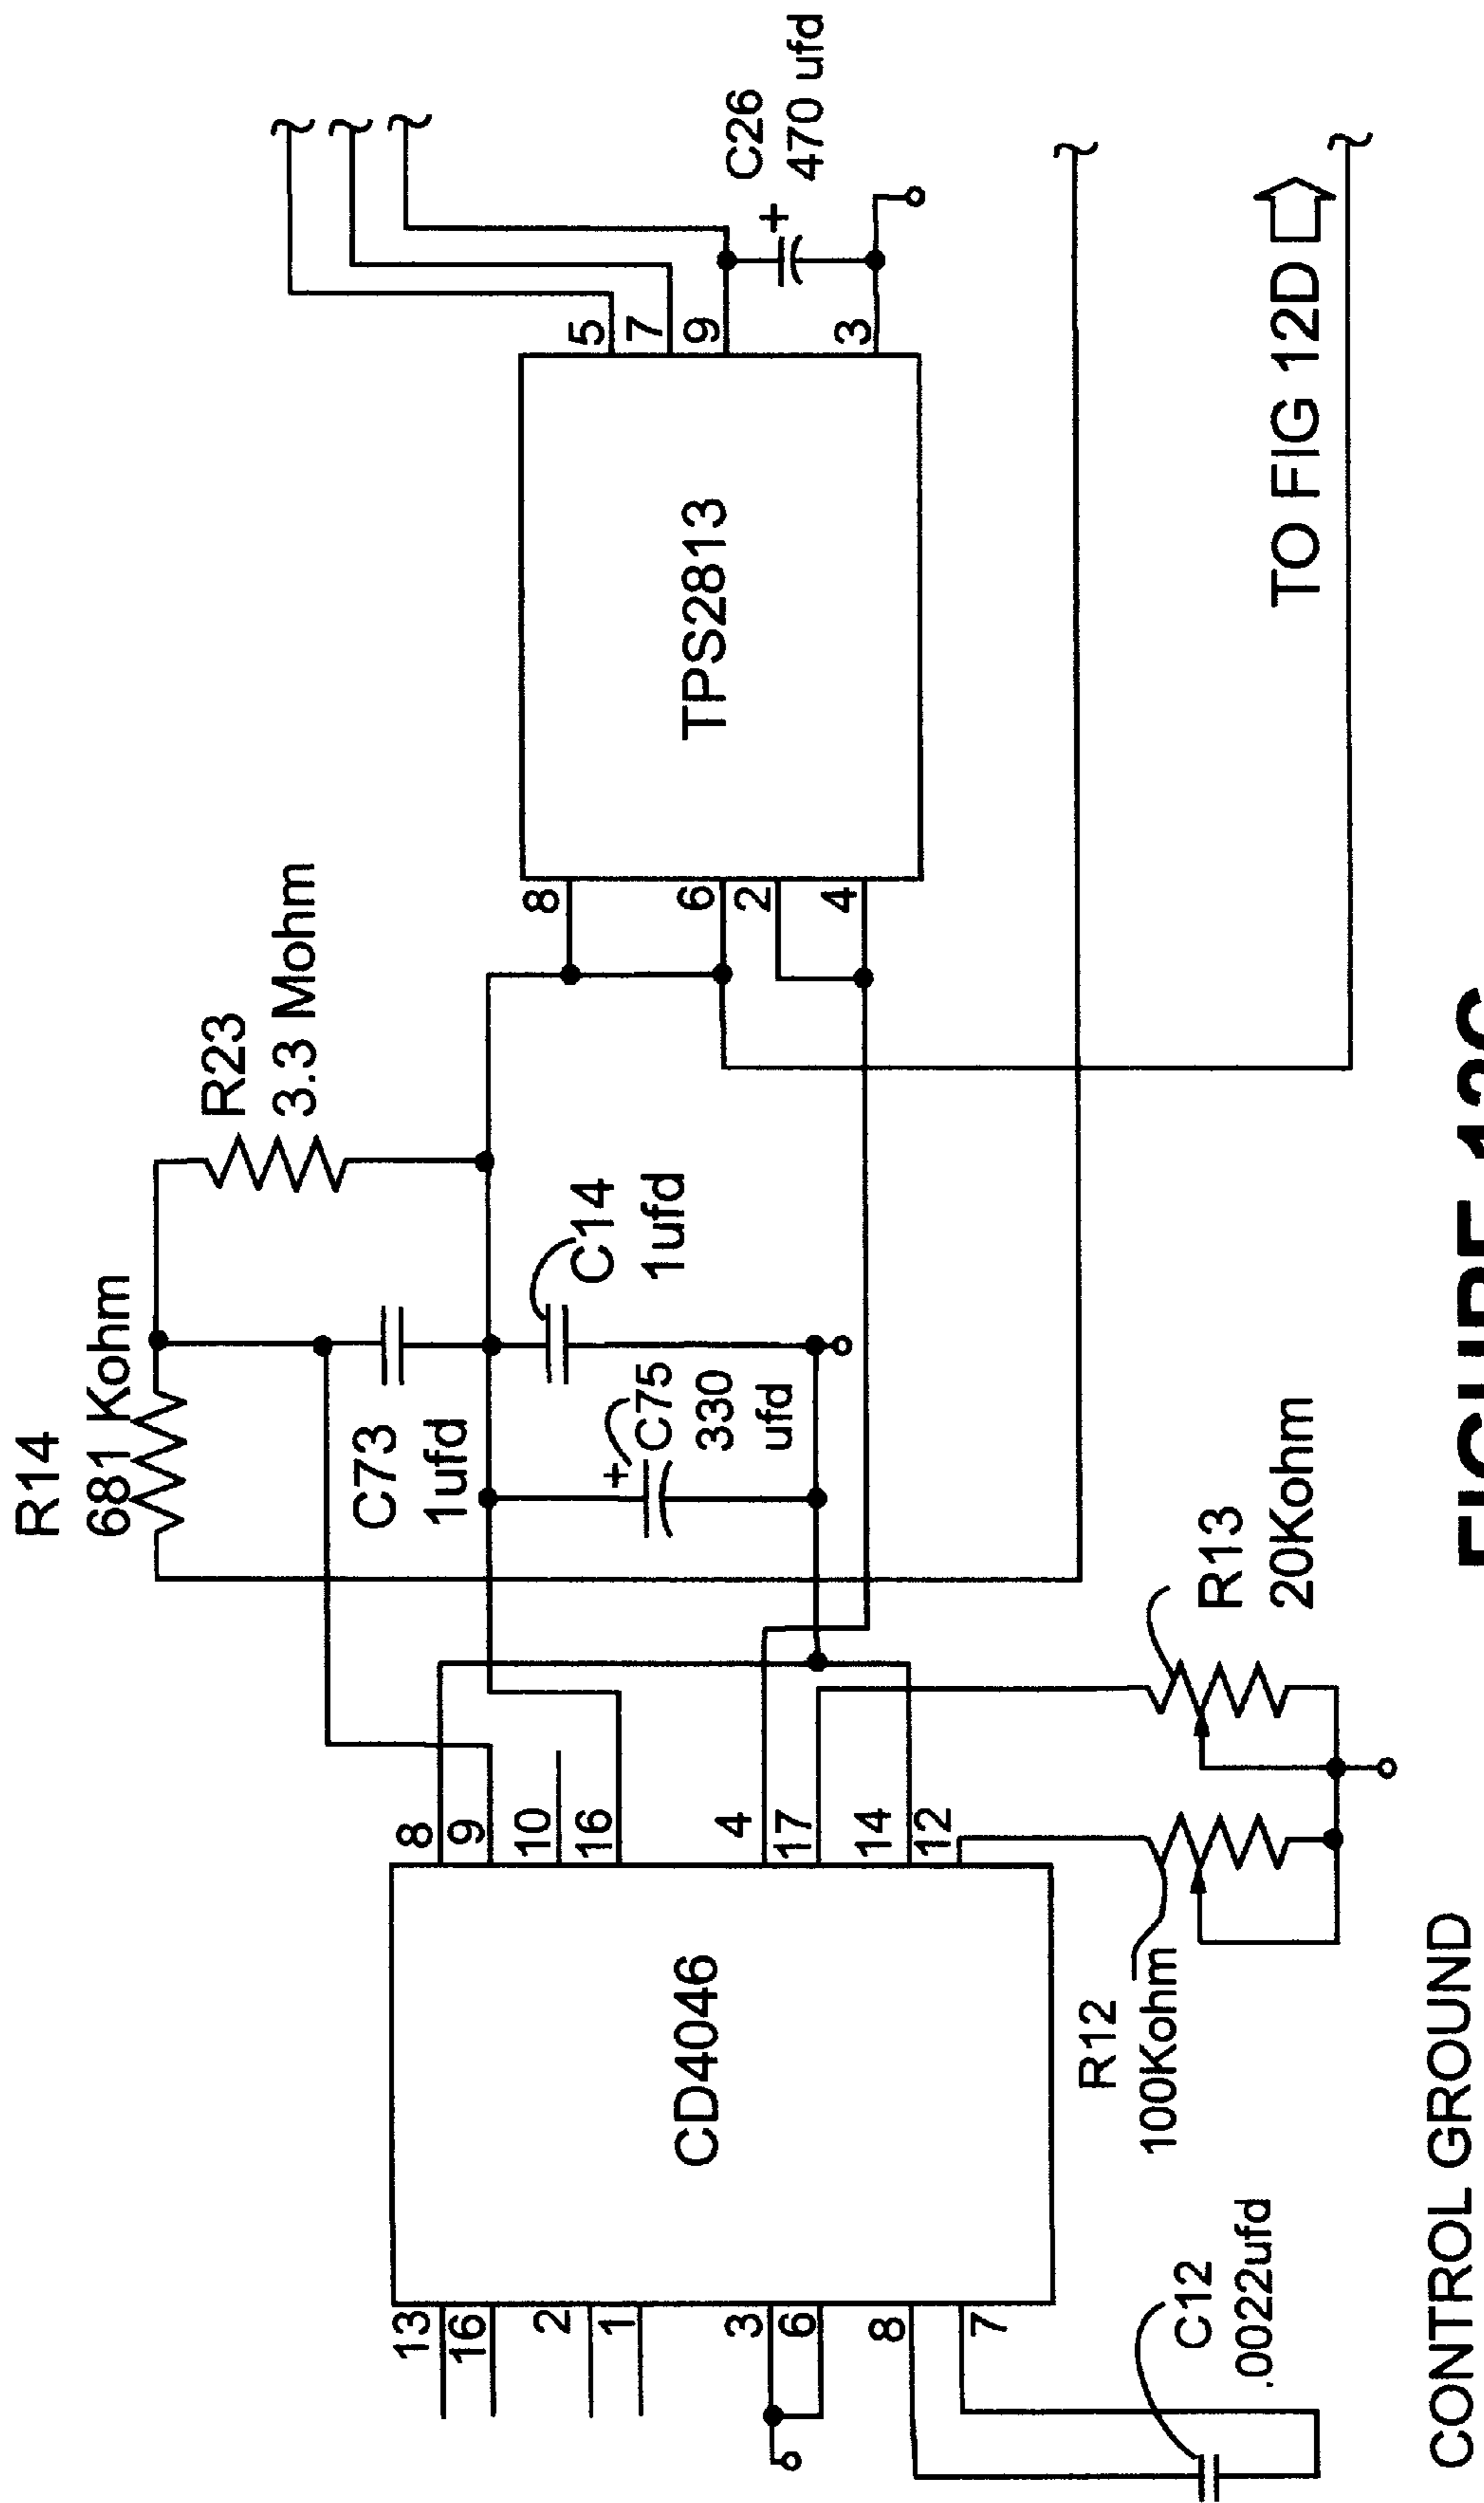 R14
681 Kohm
R23
3.3 Mohm
C73
1ufd
C14
1ufd
C75
330
ufd
+
8
9
10
16
4
17
14
12
13
16
2
1
3
6
8
7
CD4046
8
6
2
4
TPS2813
5
7
9
3
+
C26
470 ufd
R13
20Kohm
R12
100Kohm
C12
.0022ufd
TO FIG 12D
CONTROL GROUND
FIGURE 12C